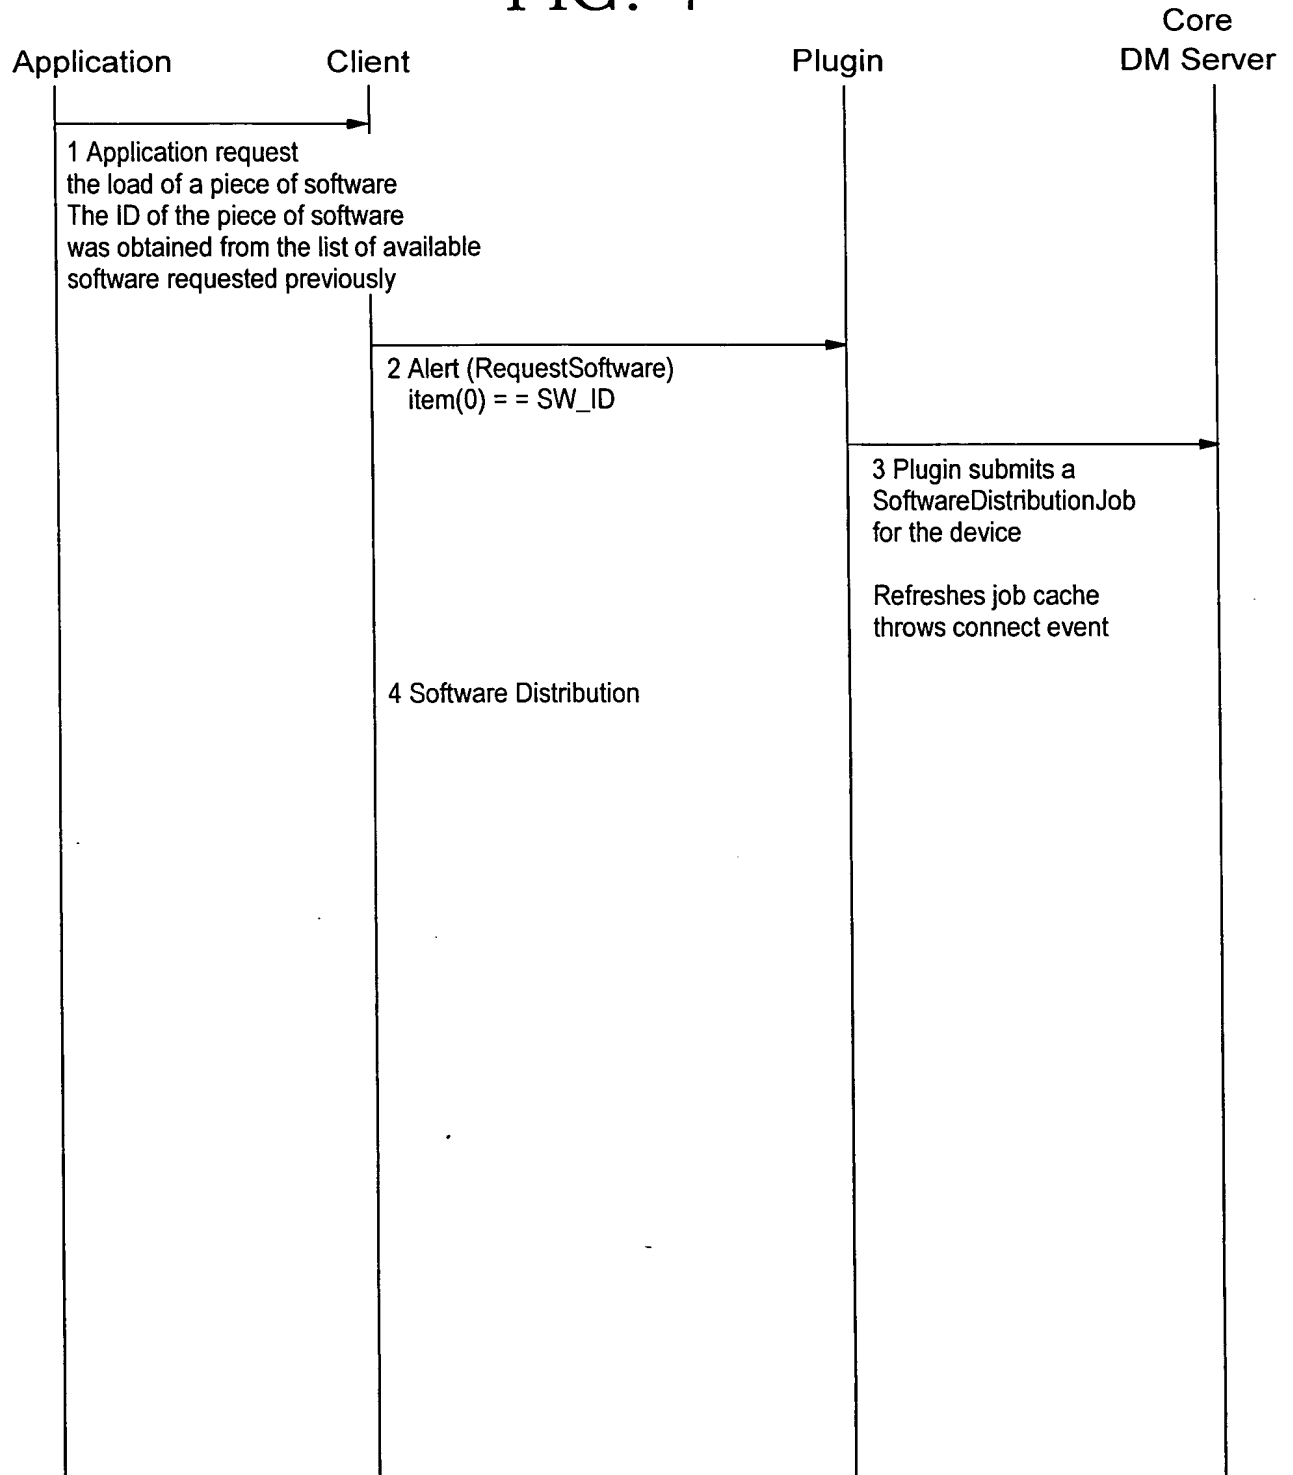 FIG. 4
Application
Client
Plugin
Core
DM Server
1 Application request
the load of a piece of software
The ID of the piece of software
was obtained from the list of available
software requested previously
2 Alert (RequestSoftware)
item(0) = = SW_ID
3 Plugin submits a
SoftwareDistributionJob
for the device
Refreshes job cache
throws connect event
4 Software Distribution